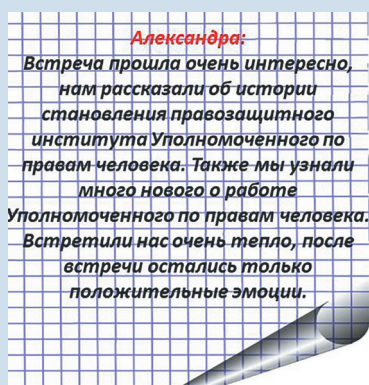 Александра:
Встреча прошла очень интересно,
нам рассказали об истории
становления правозащитного
института Уполномоченного по
правам человека. Также мы узнали
много нового о работе
Уполномоченного по правам человека.
Встретили нас очень тепло, после
встречи остались только
положительные эмоции.